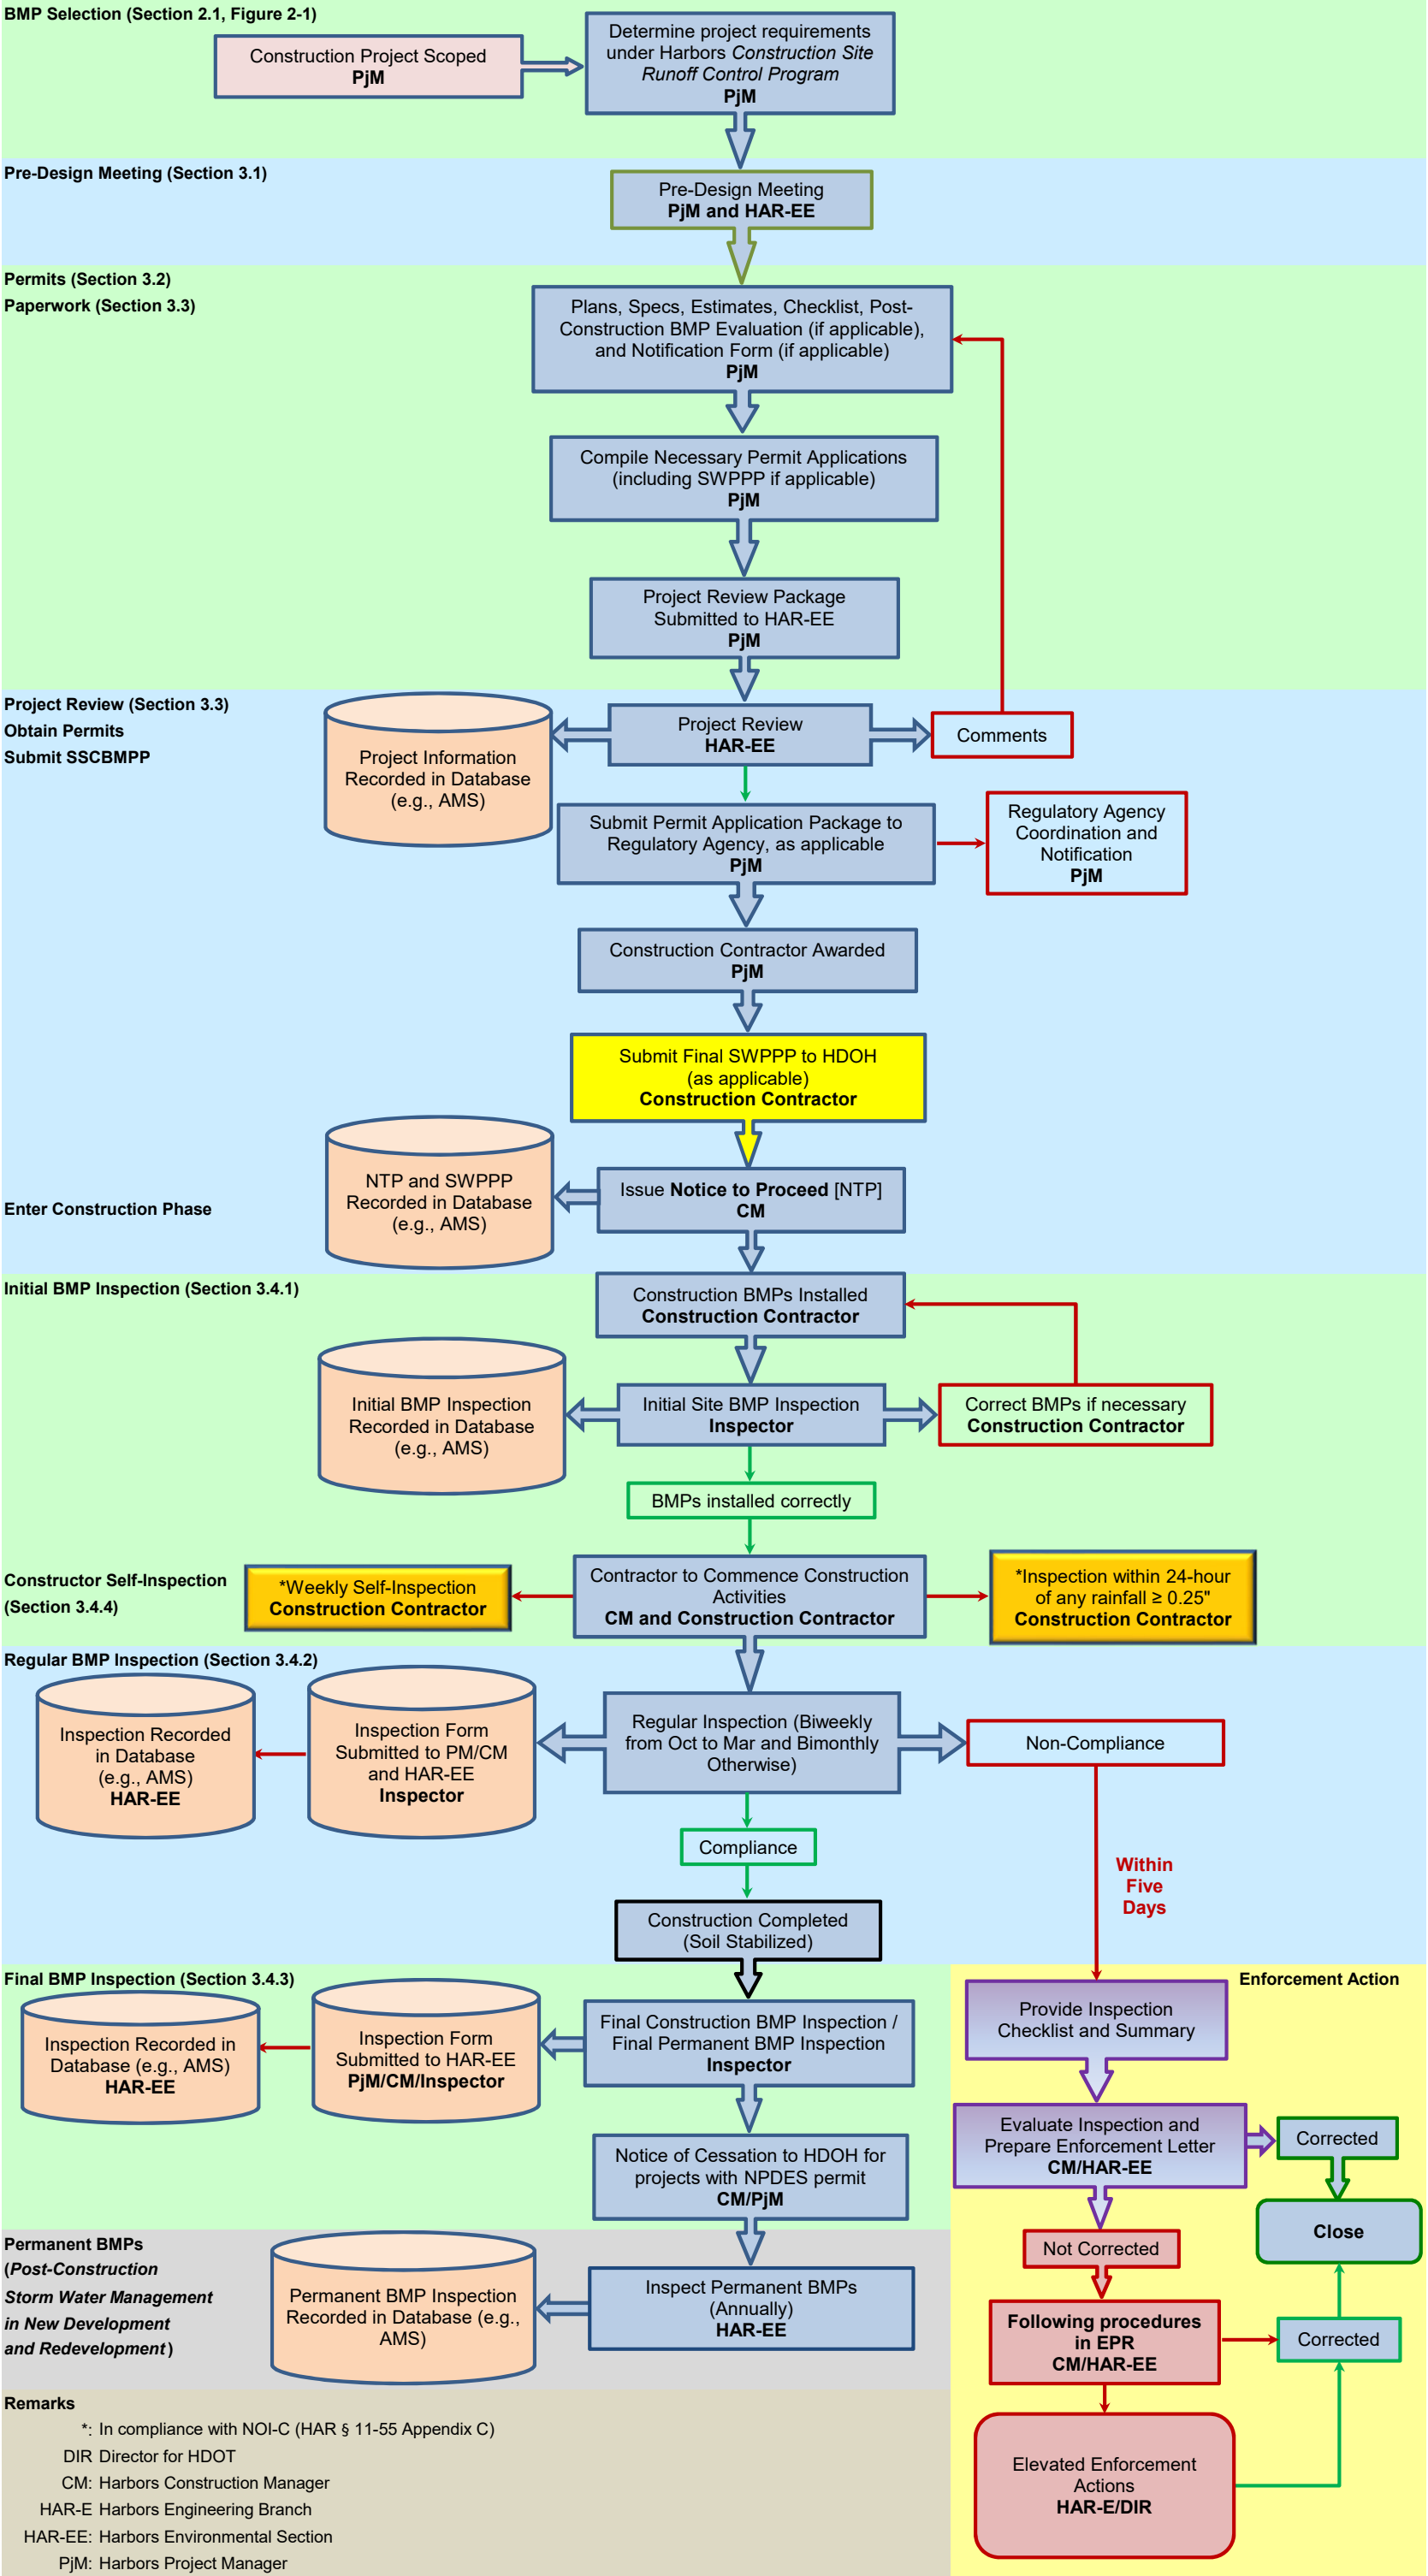 BMP Selection (Section 2.1, Figure 2-1)
Construction Project Scoped
PjM
Determine project requirements
under Harbors Construction Site
Runoff Control Program
PjM
Pre-Design Meeting (Section 3.1)
Pre-Design Meeting
PjM and HAR-EE
Permits (Section 3.2)
Paperwork (Section 3.3)
Plans, Specs, Estimates, Checklist, Post-
Construction BMP Evaluation (if applicable),
and Notification Form (if applicable)
PjM
Compile Necessary Permit Applications
(including SWPPP if applicable)
PjM
Project Review Package
Submitted to HAR-EE
PjM
Project Review (Section 3.3)
Obtain Permits
Submit SSCBMPP
Project Information
Recorded in Database
(e.g., AMS)
Project Review
HAR-EE
Comments
Submit Permit Application Package to
Regulatory Agency, as applicable
PjM
Regulatory Agency
Coordination and
Notification
PjM
Construction Contractor Awarded
PjM
Submit Final SWPPP to HDOH
(as applicable)
Construction Contractor
Enter Construction Phase
NTP and SWPPP
Recorded in Database
(e.g., AMS)
Issue Notice to Proceed [NTP]
CM
Initial BMP Inspection (Section 3.4.1)
Construction BMPs Installed
Construction Contractor
Initial BMP Inspection
Recorded in Database
(e.g., AMS)
Initial Site BMP Inspection
Inspector
Correct BMPs if necessary
Construction Contractor
BMPs installed correctly
Constructor Self-Inspection
(Section 3.4.4)
*Weekly Self-Inspection
Construction Contractor
Contractor to Commence Construction
Activities
CM and Construction Contractor
*Inspection within 24-hour
of any rainfall ≥ 0.25"
Construction Contractor
Regular BMP Inspection (Section 3.4.2)
Inspection Recorded
in Database
(e.g., AMS)
HAR-EE
Inspection Form
Submitted to PM/CM
and HAR-EE
Inspector
Regular Inspection (Biweekly
from Oct to Mar and Bimonthly
Otherwise)
Non-Compliance
Compliance
Within
Five
Days
Construction Completed
(Soil Stabilized)
Final BMP Inspection (Section 3.4.3)
Inspection Recorded in
Database (e.g., AMS)
HAR-EE
Inspection Form
Submitted to HAR-EE
PjM/CM/Inspector
Final Construction BMP Inspection /
Final Permanent BMP Inspection
Inspector
Enforcement Action
Provide Inspection
Checklist and Summary
Evaluate Inspection and
Prepare Enforcement Letter
CM/HAR-EE
Corrected
Close
Notice of Cessation to HDOH for
projects with NPDES permit
CM/PjM
Not Corrected
Permanent BMPs
(Post-Construction
Storm Water Management
in New Development
and Redevelopment)
Permanent BMP Inspection
Recorded in Database (e.g.,
AMS)
Inspect Permanent BMPs
(Annually)
HAR-EE
Following procedures
in EPR
CM/HAR-EE
Corrected
Elevated Enforcement
Actions
HAR-E/DIR
Remarks
*: In compliance with NOI-C (HAR § 11-55 Appendix C)
DIR Director for HDOT
CM: Harbors Construction Manager
HAR-E Harbors Engineering Branch
HAR-EE: Harbors Environmental Section
PjM: Harbors Project Manager